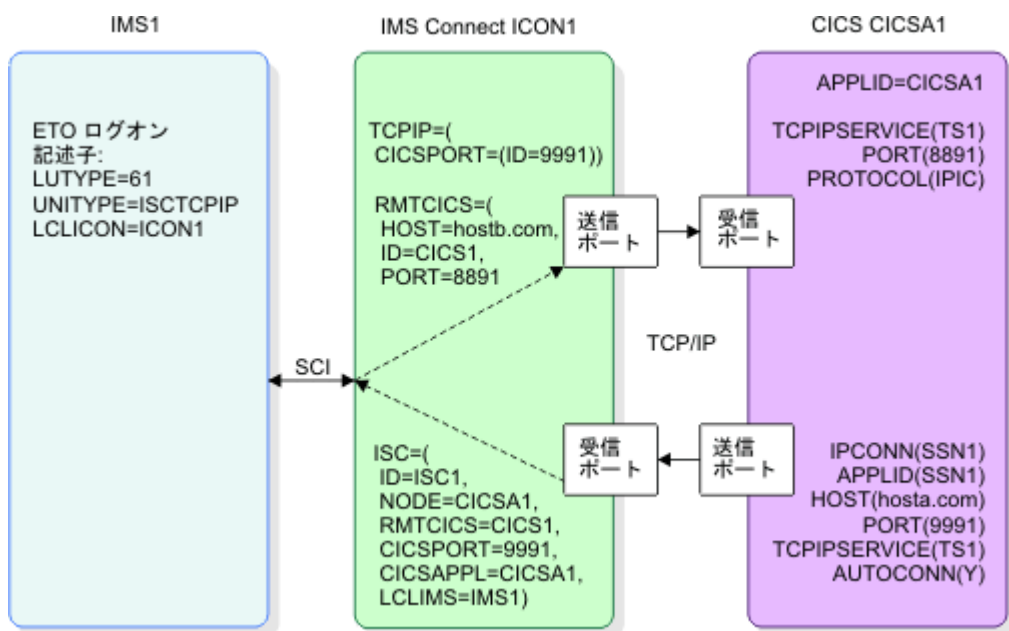 IMS1
ETO ログオン
記述子:
LUTYPE=61
UNITYPE=ISCTCPIP
LCLICON=ICON1
SCI
IMS Connect ICON1
TCPIP=(
CICSPORT=(ID=9991))
RMTCICS=(
HOST=hostb.com,
ID=CICS1,
PORT=8891
送信
ポート
受信
ポート
TCP/IP
ISC=(
ID=ISC1,
NODE=CICSA1,
RMTCICS=CICS1,
CICSPORT=9991,
CICSAPPL=CICSA1,
LCLIMS=IMS1)
受信
ポート
送信
ポート
CICS CICSA1
APPLID=CICSA1
TCPIPSERVICE(TS1)
PORT(8891)
PROTOCOL(IPIC)
IPCONN(SSN1)
APPLID(SSN1)
HOST(hosta.com)
PORT(9991)
TCPIPSERVICE(TS1)
AUTOCONN(Y)